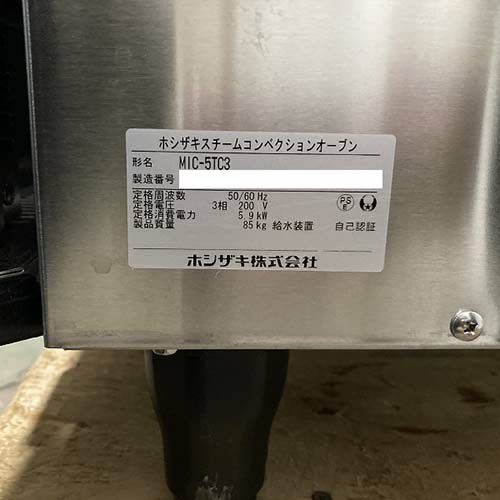 ホシザキスチームコンベクションオーブン
形名 MIC-5TC3
製造番号
定格周波数 50/60 Hz
定格電圧 3相 200 V
定格消費電力 5.9 kW
製品質量 85 kg 給水装置 自己認証
PS
E
ホシザキ株式会社